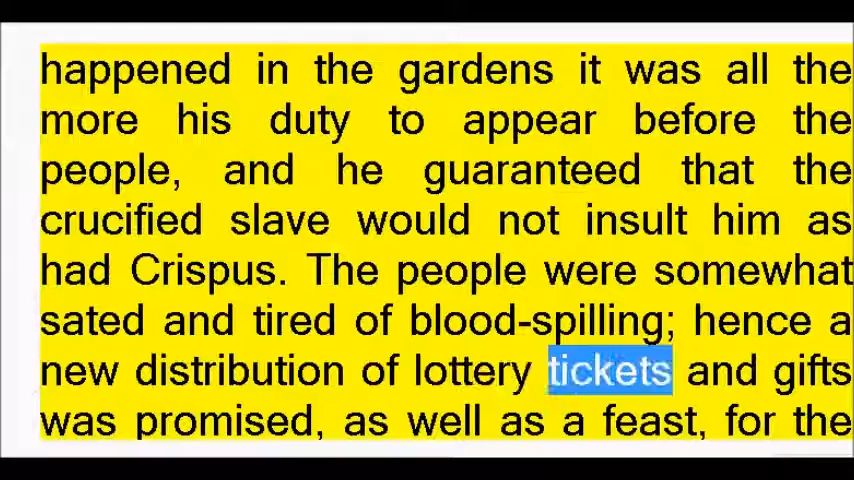 happened in the gardens it was all the
more his duty to appear before the
people, and he guaranteed that the
crucified slave would not insult him as
had Crispus. The people were somewhat
sated and tired of blood-spilling; hence a
new distribution of lottery tickets and gifts
was promised, as well as a feast, for the